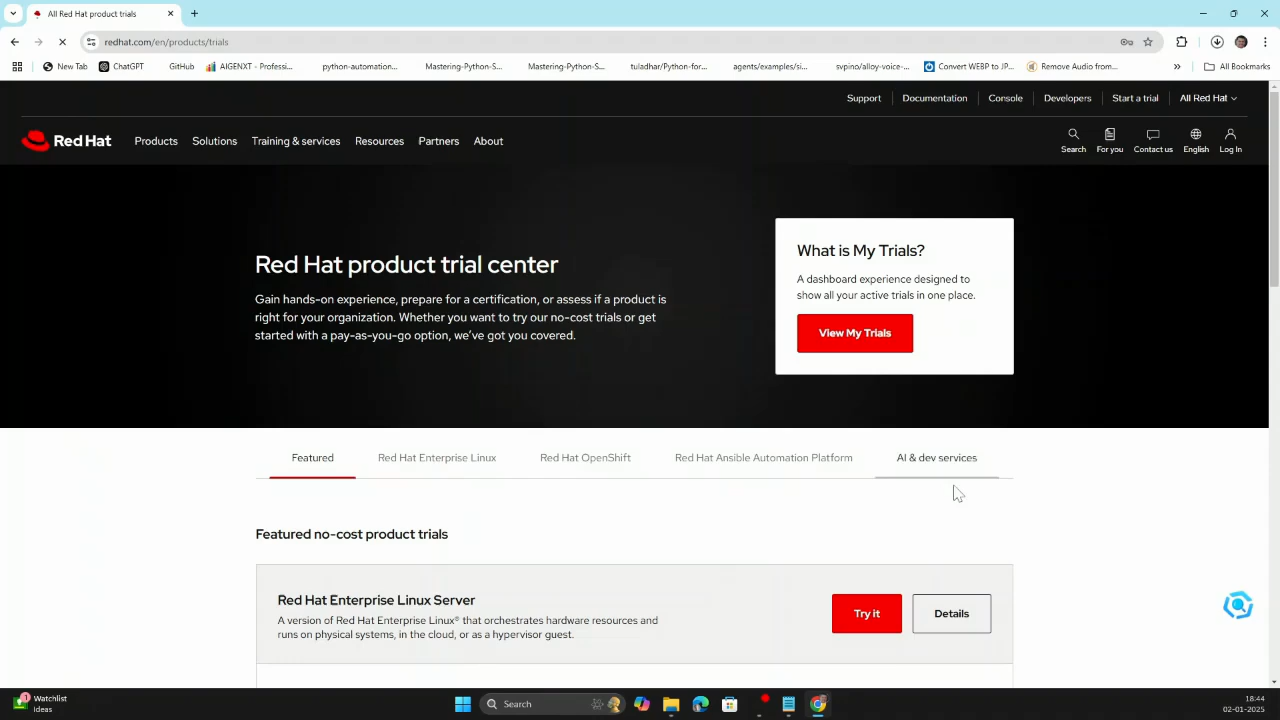 All Red Hat product trials
redhat.com/en/products/trials
New Tab
ChatGPT
GitHub
AIGENXT - Professi...
python-automation...
Mastering-Python-S...
Mastering-Python-S...
tuladhar/Python-for...
agents/examples/si...
svpino/alloy-voice-...
Convert WEBP to JP...
Remove Audio from...
»
All Bookmarks
Support
Documentation
Console
Developers
Start a trial
All Red Hat
Red Hat
Products
Solutions
Training & services
Resources
Partners
About
Search
For you
Contact us
English
Log In
Red Hat product trial center
Gain hands-on experience, prepare for a certification, or assess if a product is
right for your organization. Whether you want to try our no-cost trials or get
started with a pay-as-you-go option, we've got you covered.
What is My Trials?
A dashboard experience designed to
show all your active trials in one place.
View My Trials
Featured
Red Hat Enterprise Linux
Red Hat OpenShift
Red Hat Ansible Automation Platform
AI & dev services
Featured no-cost product trials
Red Hat Enterprise Linux Server
A version of Red Hat Enterprise Linux® that orchestrates hardware resources and
runs on physical systems, in the cloud, or as a hypervisor guest.
Try it
Details
1
Watchlist
Ideas
Search
18:44
02-01-2025